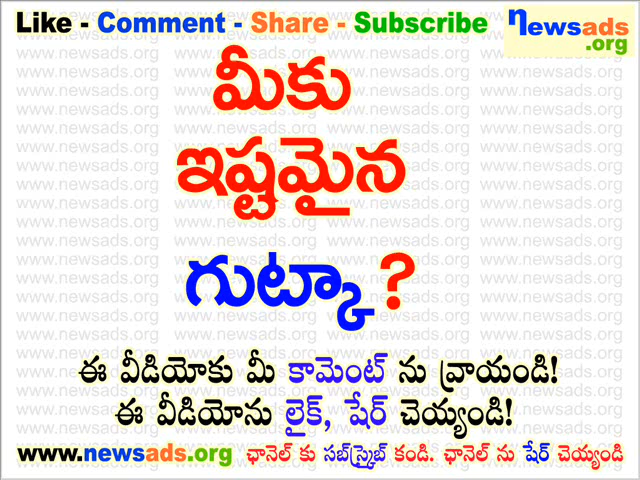 Like - Comment - Share - Subscribe
newsads
.org
మీకు
ఇష్టమైన
గుట్కా?
ఈ వీడియోకు మీ కామెంట్ ను వ్రాయండి!
ఈ వీడియోను లైక్, షేర్ చెయ్యండి!
www.newsads.org ఛానెల్ కు సబ్‌స్క్రైబ్ కండి. ఛానెల్ ను షేర్ చెయ్యండి